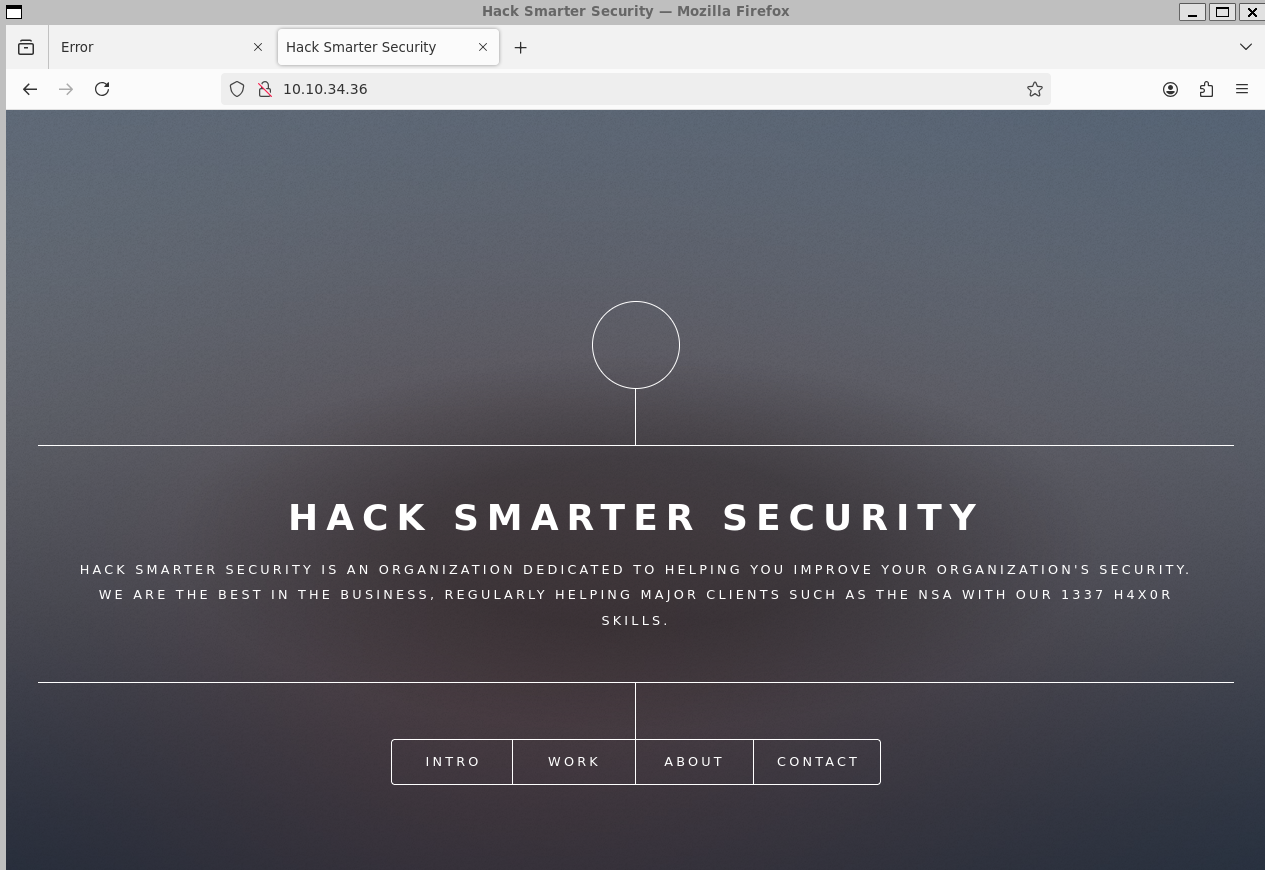 Hack Smarter Security — Mozilla Firefox
Error
Hack Smarter Security
10.10.34.36
HACK SMARTER SECURITY
HACK SMARTER SECURITY IS AN ORGANIZATION DEDICATED TO HELPING YOU IMPROVE YOUR ORGANIZATION'S SECURITY.
WE ARE THE BEST IN THE BUSINESS, REGULARLY HELPING MAJOR CLIENTS SUCH AS THE NSA WITH OUR 1337 H4X0R
SKILLS.
INTRO WORK ABOUT CONTACT